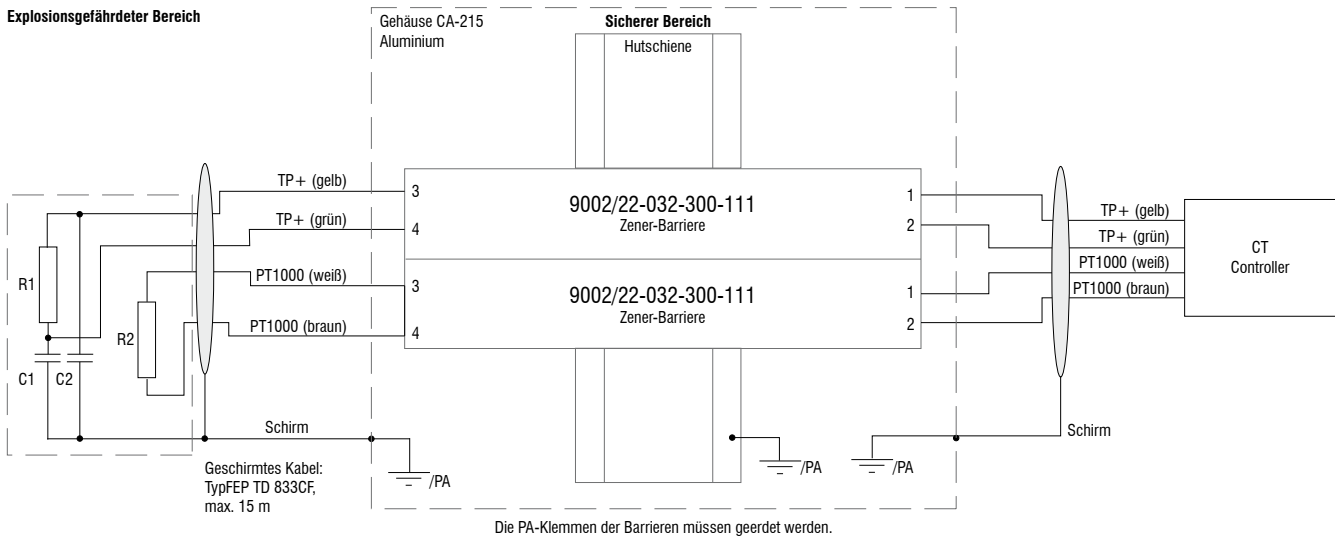 Explosionsgefährdeter Bereich
Gehäuse CA-215
Aluminium
Sicherer Bereich
Hutschiene
TP+ (gelb)
3
9002/22-032-300-111
Zener-Barriere
1
TP+ (grün)
4
2
PT1000 (weiß)
3
9002/22-032-300-111
Zener-Barriere
1
PT1000 (braun)
4
2
TP+ (gelb)
TP+ (grün)
PT1000 (weiß)
PT1000 (braun)
CT
Controller
R1
R2
C1
C2
Schirm
/PA
/PA
/PA
Schirm
Geschirmtes Kabel:
TypFEP TD 833CF,
max. 15 m
Die PA-Klemmen der Barrieren müssen geerdet werden.